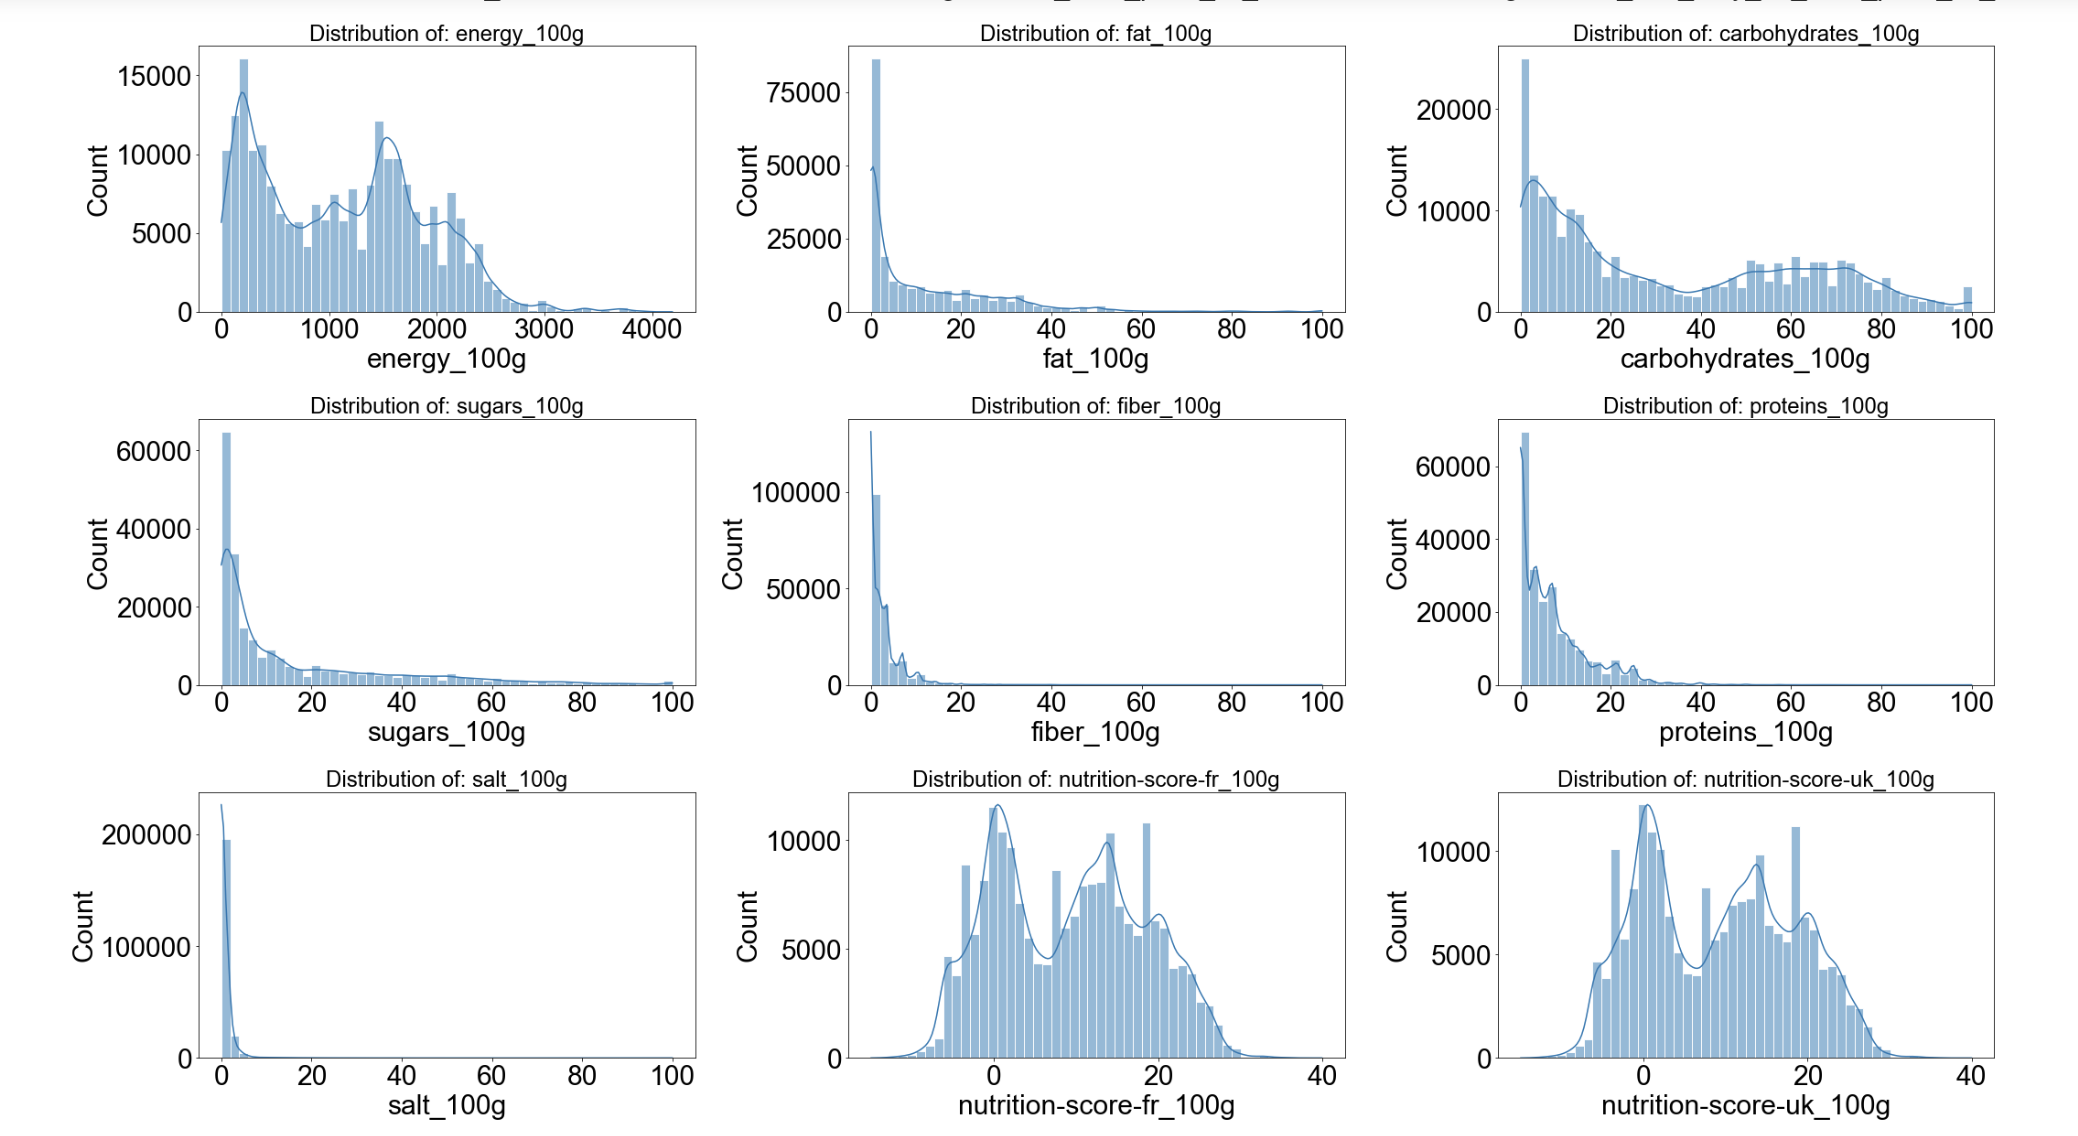 Distribution of: energy_100g
Count
15000
10000
5000
0
0 1000 2000 3000 4000
energy_100g
Distribution of: fat_100g
Count
75000
50000
25000
0
0 20 40 60 80 100
fat_100g
Distribution of: carbohydrates_100g
Count
20000
10000
0
0 20 40 60 80 100
carbohydrates_100g
Distribution of: sugars_100g
Count
60000
40000
20000
0
0 20 40 60 80 100
sugars_100g
Distribution of: fiber_100g
Count
100000
50000
0
0 20 40 60 80 100
fiber_100g
Distribution of: proteins_100g
Count
60000
40000
20000
0
0 20 40 60 80 100
proteins_100g
Distribution of: salt_100g
Count
200000
100000
0
0 20 40 60 80 100
salt_100g
Distribution of: nutrition-score-fr_100g
Count
10000
5000
0
0 20 40
nutrition-score-fr_100g
Distribution of: nutrition-score-uk_100g
Count
10000
5000
0
0 20 40
nutrition-score-uk_100g